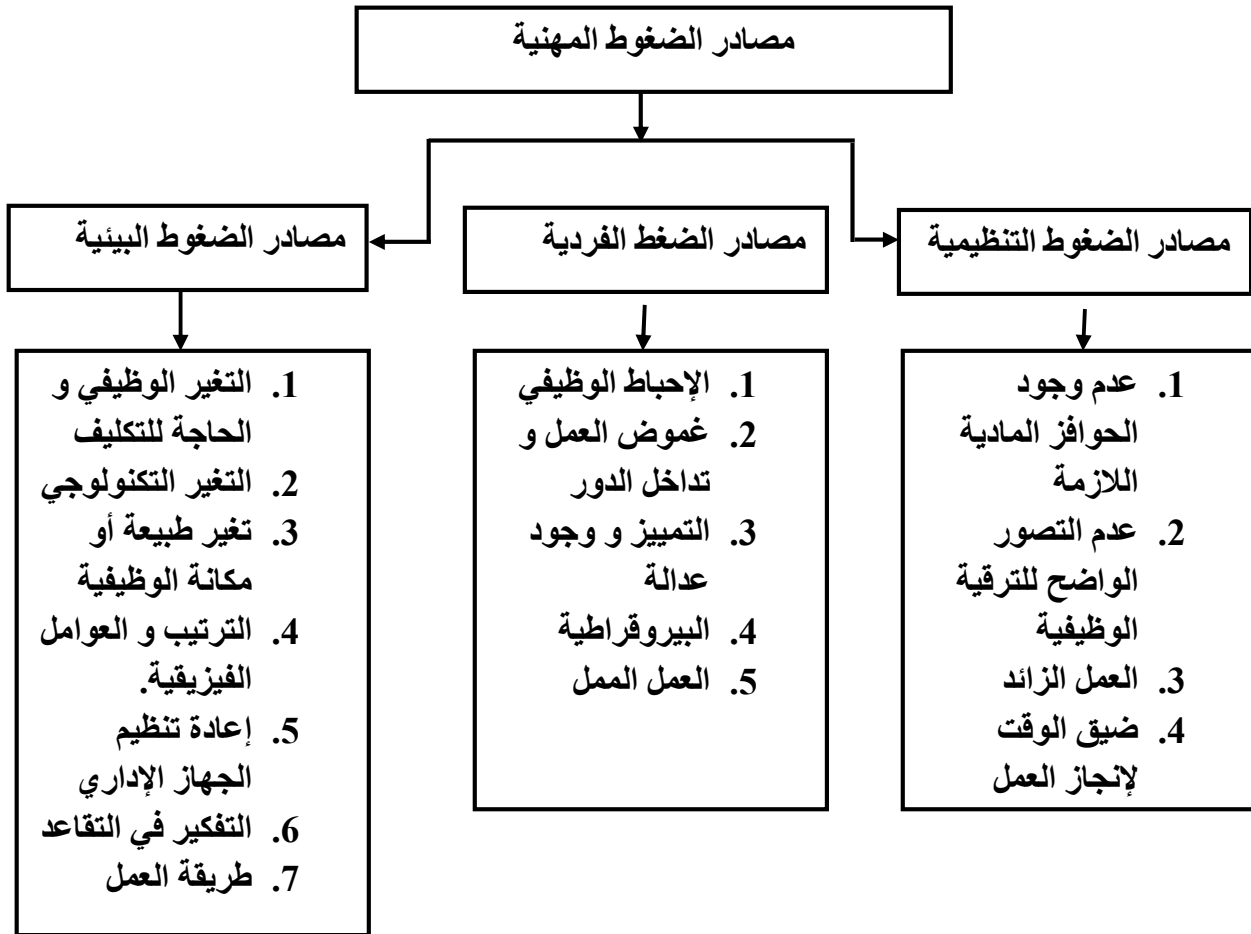 مصادر الضغوط المهنية
مصادر الضغوط التنظيمية
مصادر الضغط الفردية
مصادر الضغوط البيئية
1. عدم وجود
الحوافز المادية
اللازمة
2. عدم التصور
الواضح للترقية
الوظيفية
3. العمل الزائد
4. ضيق الوقت
لإنجاز العمل
1. الإحباط الوظيفي
2. غموض العمل و
تداخل الدور
3. التمييز و وجود
عدالة
4. البيروقراطية
5. العمل الممل
1. التغير الوظيفي و
الحاجة للتكليف
2. التغير التكنولوجي
3. تغير طبيعة أو
مكانة الوظيفية
4. الترتيب و العوامل
الفيزيقية.
5. إعادة تنظيم
الجهاز الإداري
6. التفكير في التقاعد
7. طريقة العمل